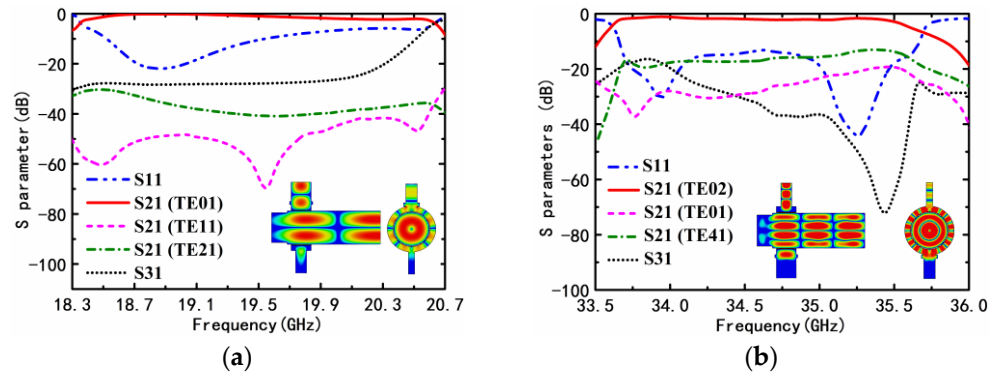 0
-20
-40
-60
-80
-100
S parameter (dB)
S11
S21 (TE01)
S21 (TE11)
S21 (TE21)
S31
18.3 18.7 19.1 19.5 19.9 20.3 20.7
Frequency(GHz)
(a)
0
-20
-40
-60
-80
-100
S parameters (dB)
S11
S21 (TE02)
S21 (TE01)
S21 (TE41)
S31
33.5 34.0 34.5 35.0 35.5 36.0
Frequency(GHz)
(b)